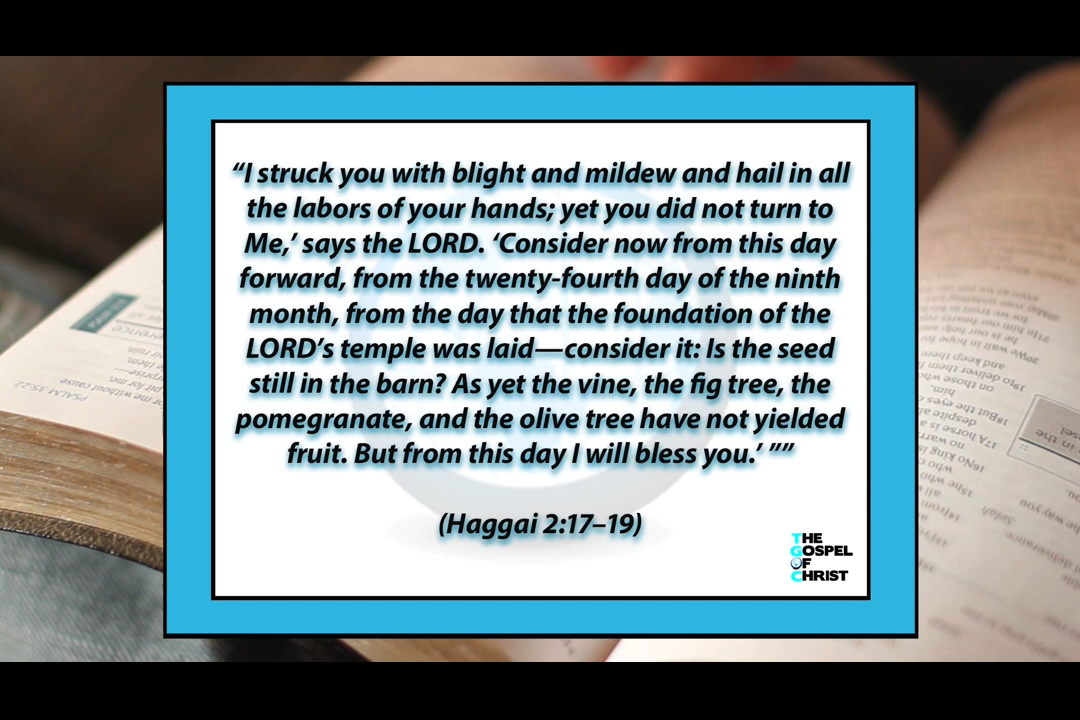 “I struck you with blight and mildew and hail in all
the labors of your hands; yet you did not turn to
Me,’ says the LORD. ‘Consider now from this day
forward, from the twenty-fourth day of the ninth
month, from the day that the foundation of the
LORD’s temple was laid—consider it: Is the seed
still in the barn? As yet the vine, the fig tree, the
pomegranate, and the olive tree have not yielded
fruit. But from this day I will bless you.’ ””
(Haggai 2:17–19)
THE
GOSPEL
OF
CHRIST
PSALM 35:23